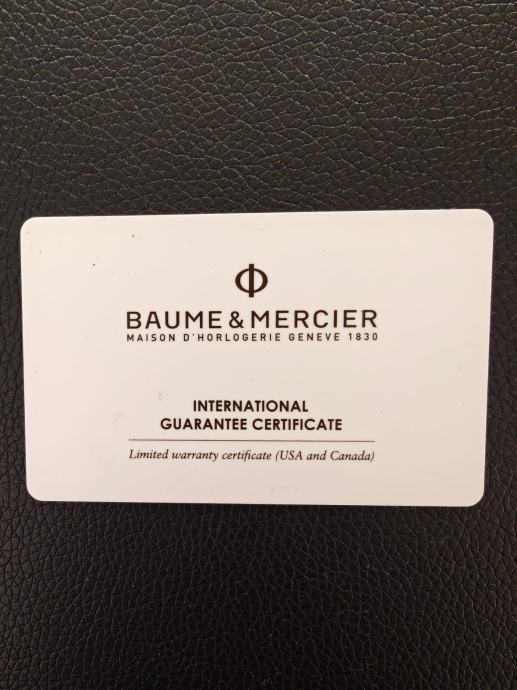 Φ
BAUME & MERCIER
MAISON D'HORLOGERIE GENEVE 1830
INTERNATIONAL
GUARANTEE CERTIFICATE
Limited warranty certificate (USA and Canada)